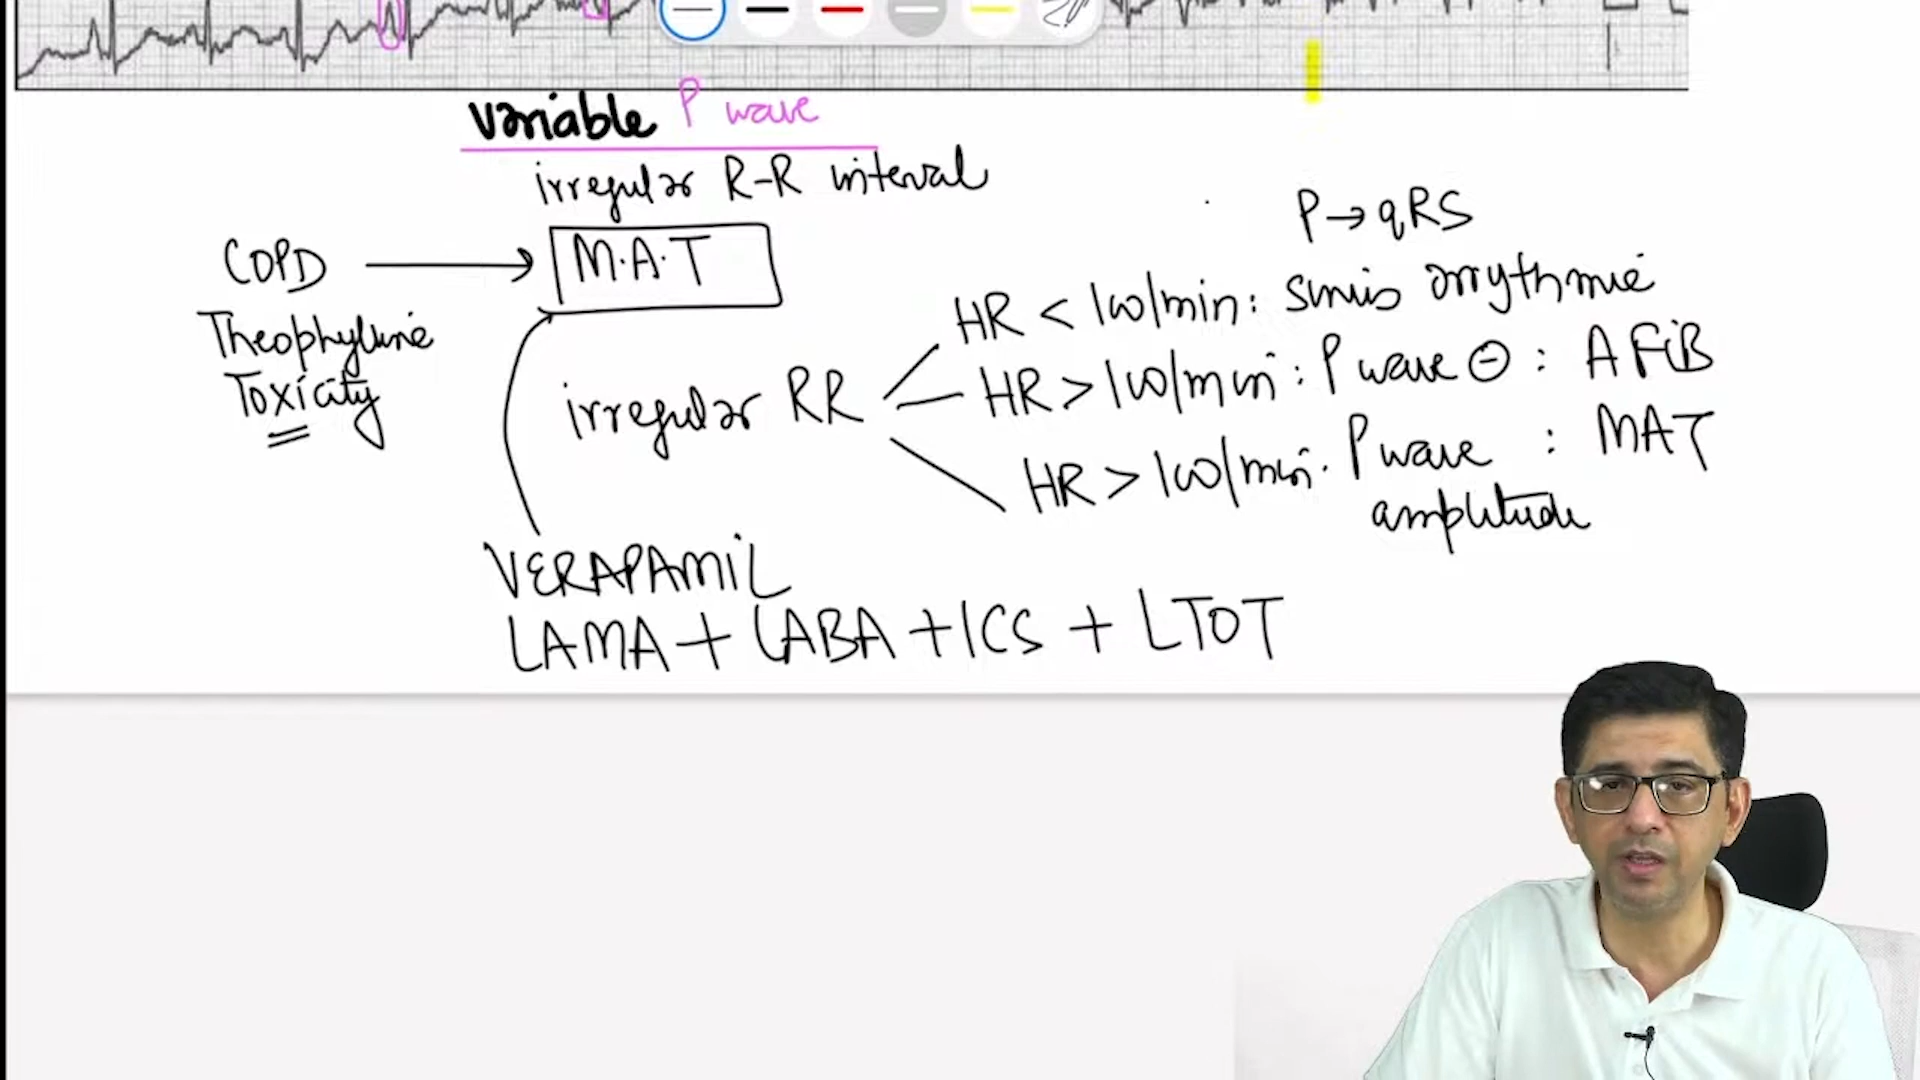 variable P wave
irregular R-R interval
P → qRS
COPD → M.A.T
Theophylline
Toxicity
irregular RR
HR < 100/min: sinus arrythmie
HR > 100/min: P wave ⊖ : AFiB
HR > 100/min. P wave : MAT
amplitude
VERAPAMiL
LAMA + LABA + ICS + LTOT